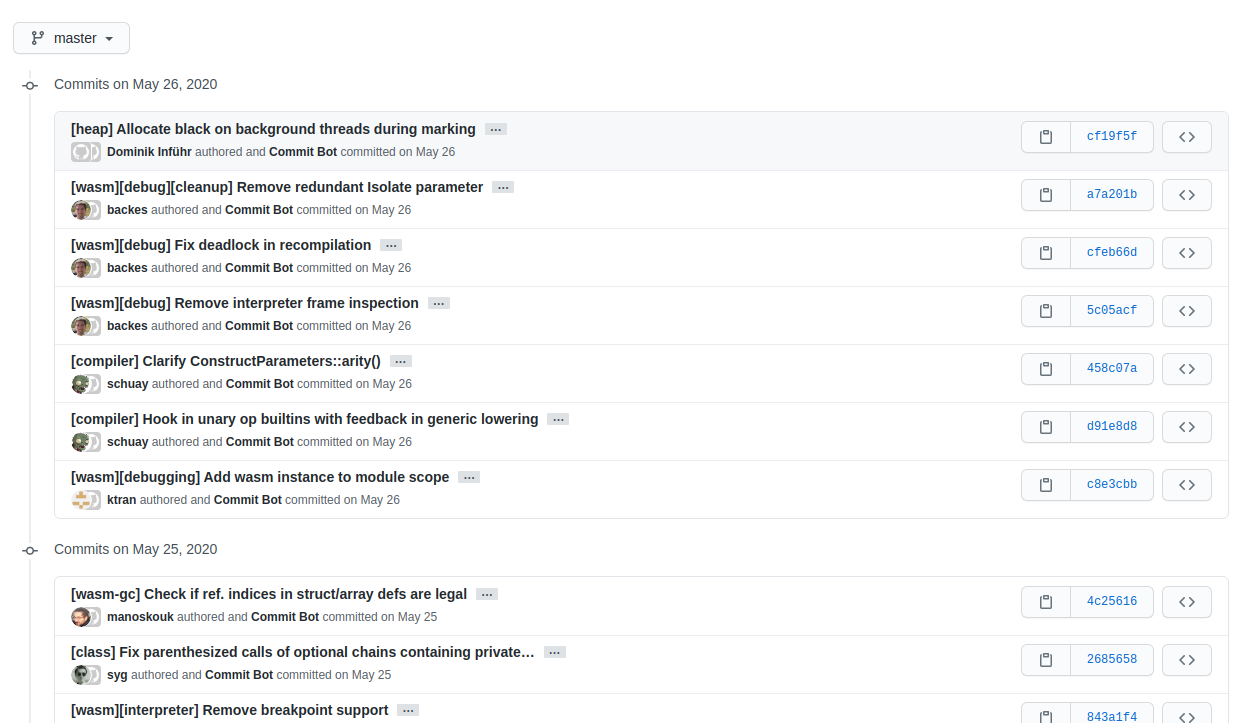 master
Commits on May 26, 2020
[heap] Allocate black on background threads during marking ...
cf19f5f
Dominik Inführ authored and Commit Bot committed on May 26
[wasm][debug][cleanup] Remove redundant Isolate parameter ...
a7a201b
backes authored and Commit Bot committed on May 26
[wasm][debug] Fix deadlock in recompilation ...
cfeb66d
backes authored and Commit Bot committed on May 26
[wasm][debug] Remove interpreter frame inspection ...
5c05acf
backes authored and Commit Bot committed on May 26
[compiler] Clarify ConstructParameters::arity() ...
458c07a
schuay authored and Commit Bot committed on May 26
[compiler] Hook in unary op builtins with feedback in generic lowering ...
d91e8d8
schuay authored and Commit Bot committed on May 26
[wasm][debugging] Add wasm instance to module scope ...
c8e3cbb
ktran authored and Commit Bot committed on May 26
Commits on May 25, 2020
[wasm-gc] Check if ref. indices in struct/array defs are legal ...
4c25616
manoskouk authored and Commit Bot committed on May 25
[class] Fix parenthesized calls of optional chains containing private… ...
2685658
syg authored and Commit Bot committed on May 25
[wasm][interpreter] Remove breakpoint support ...
843a1f4